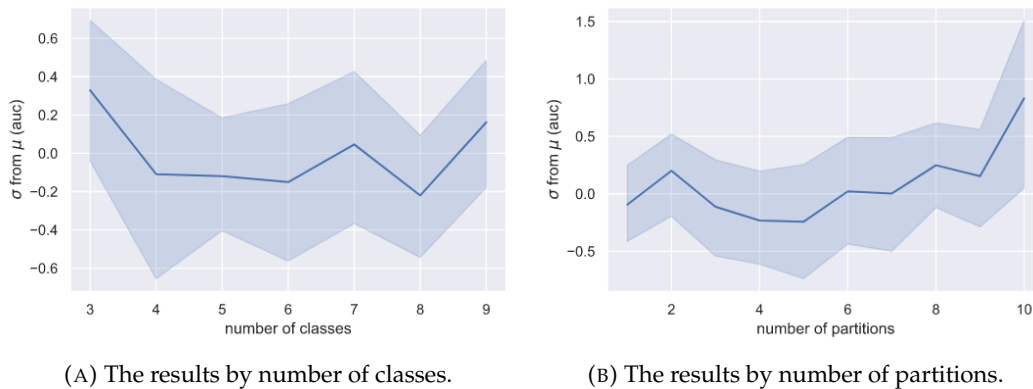 0.6
0.4
0.2
0.0
−0.2
−0.4
−0.6
σ from μ (auc)
3 4 5 6 7 8 9
number of classes
(A) The results by number of classes.
1.5
1.0
0.5
0.0
−0.5
σ from μ (auc)
2 4 6 8 10
number of partitions
(B) The results by number of partitions.